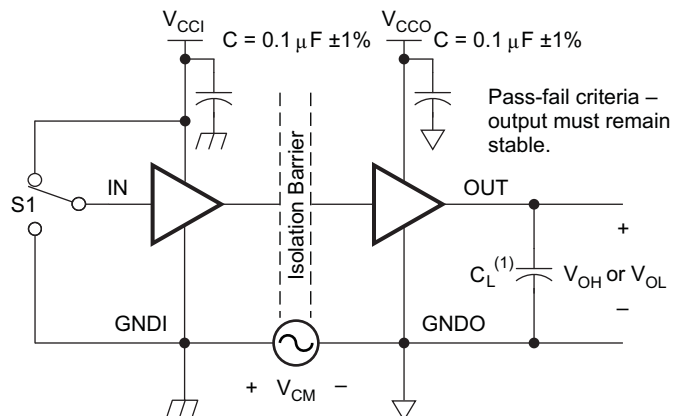 V_CCI C = 0.1 μF ±1% V_CCO C = 0.1 μF ±1%
Pass-fail criteria –
output must remain
stable.
Isolation Barrier
S1 IN OUT
+
C_L^(1) V_OH or V_OL
–
GNDI GNDO
+ V_CM –